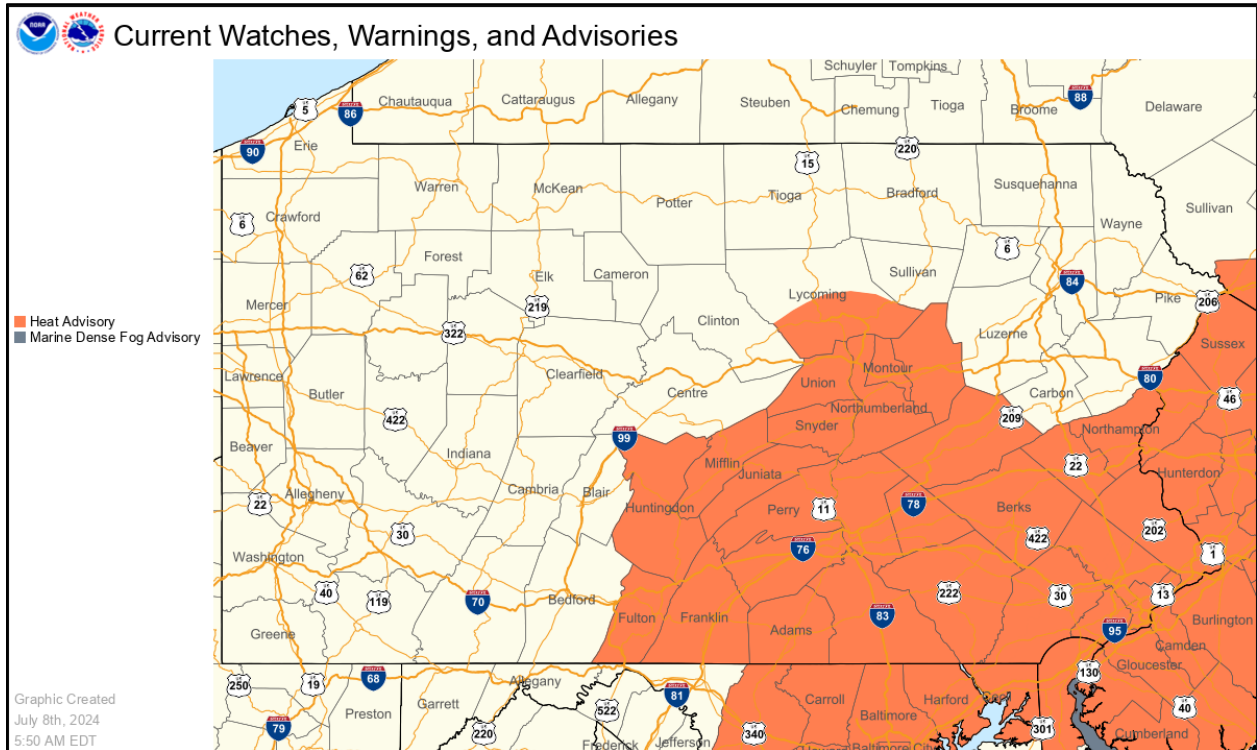 NOAA
Current Watches, Warnings, and Advisories
Heat Advisory
Marine Dense Fog Advisory
Graphic Created
July 8th, 2024
5:50 AM EDT
Schuyler
Tompkins
Chautauqua
Cattaraugus
Allegany
Steuben
Chemung
Tioga
Broome
88
Delaware
5
86
90
Erie
15
220
Warren
McKean
Potter
Tioga
Bradford
Susquehanna
Crawford
6
Wayne
Sullivan
Forest
62
Elk
Cameron
Sullivan
6
84
Mercer
219
Lycoming
Pike
206
322
Clinton
Luzerne
Sussex
Lawrence
Butler
Clearfield
Centre
Union
Montour
Carbon
80
46
422
Northumberland
209
Beaver
99
Snyder
Northampton
Indiana
Mifflin
Juniata
22
Hunterdon
Allegheny
Cambria
Blair
22
Huntingdon
Perry
11
78
Berks
30
422
202
Washington
76
1
40
119
70
Bedford
Fulton
Franklin
Adams
83
222
30
13
Greene
95
Burlington
Camden
Gloucester
250
19
68
Allegany
130
Preston
Garrett
81
Carroll
Harford
Cecil
40
79
220
522
340
Baltimore
301
Cumberland
Frederick
Jefferson
Baltimore City